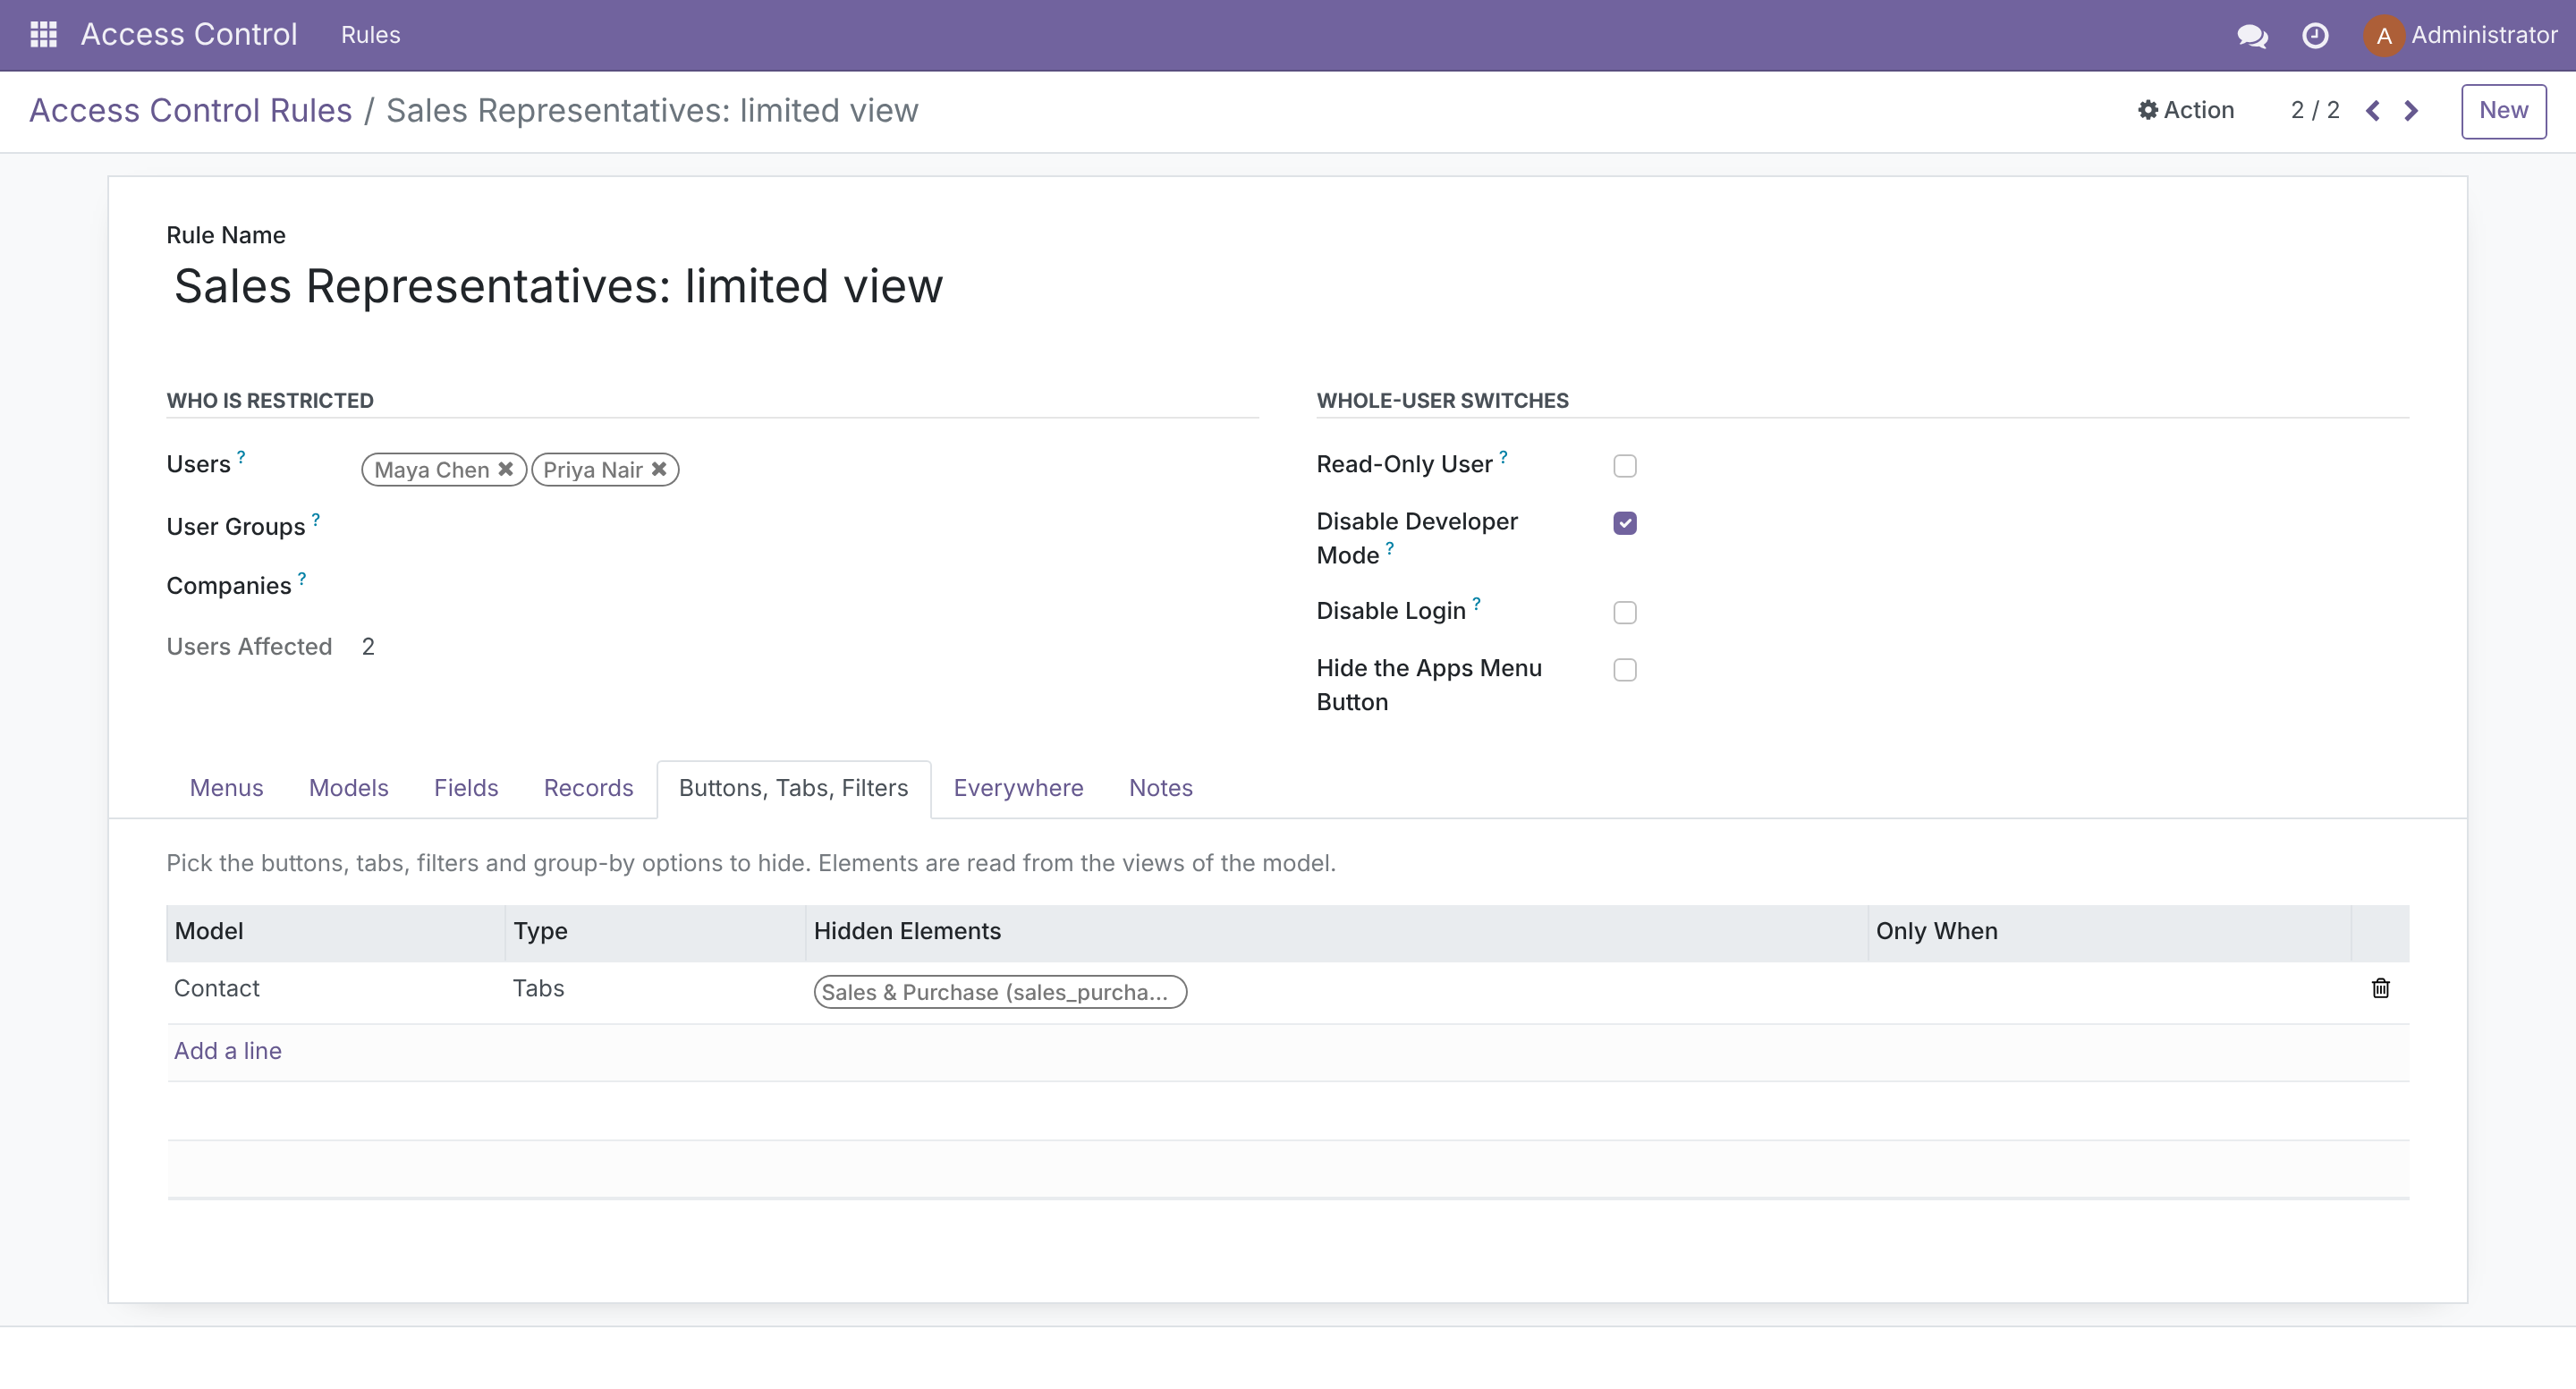 Access Control Rules A Administrator
Access Control Rules / Sales Representatives: limited view Action 2 / 2 New
Rule Name
Sales Representatives: limited view
WHO IS RESTRICTED
Users ? Maya Chen ✖ Priya Nair ✖
User Groups ?
Companies ?
Users Affected 2
WHOLE-USER SWITCHES
Read-Only User ?
Disable Developer
Mode ?
Disable Login ?
Hide the Apps Menu
Button
Menus Models Fields Records Buttons, Tabs, Filters Everywhere Notes
Pick the buttons, tabs, filters and group-by options to hide. Elements are read from the views of the model.
Model Type Hidden Elements Only When
Contact Tabs Sales & Purchase (sales_purcha...
Add a line